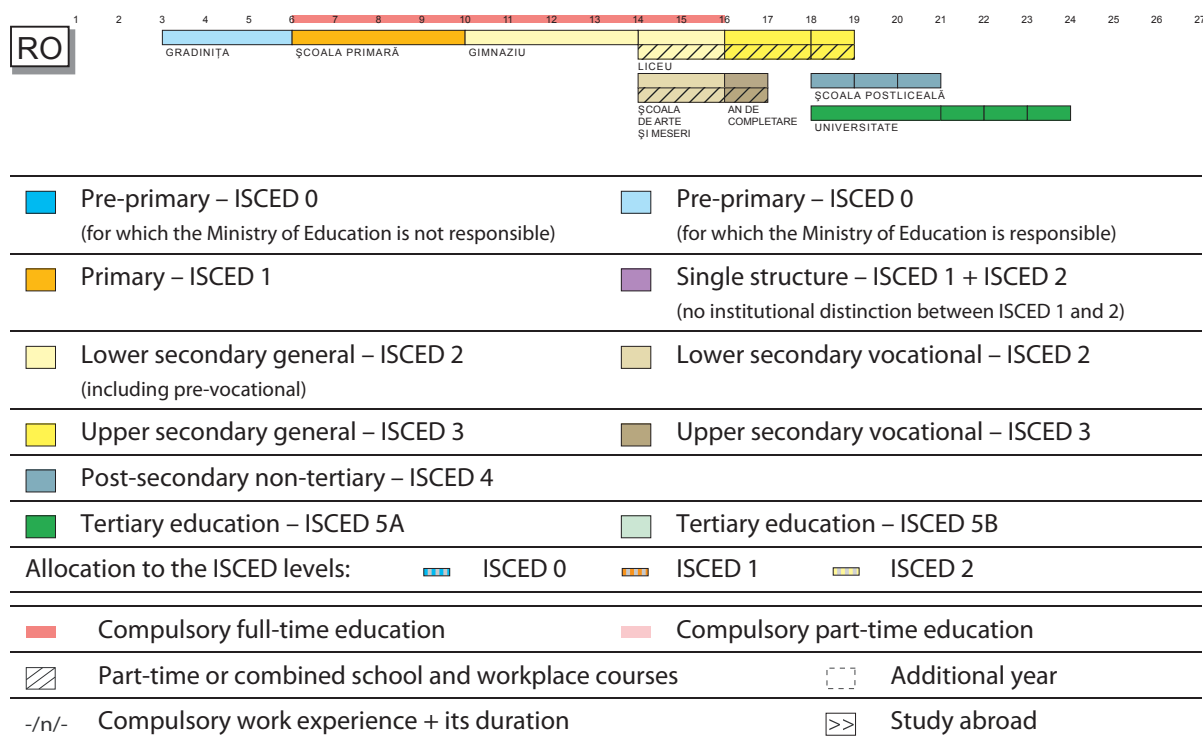 1 2 3 4 5 6 7 8 9 10 11 12 13 14 15 16 17 18 19 20 21 22 23 24 25 26 27
RO
GRADINIȚA ŞCOALA PRIMARĂ GIMNAZIU
LICEU
ŞCOALA POSTLICEALĂ
ŞCOALA
DE ARTE
ŞI MESERI
AN DE
COMPLETARE
UNIVERSITATE
Pre-primary – ISCED 0
(for which the Ministry of Education is not responsible)
Pre-primary – ISCED 0
(for which the Ministry of Education is responsible)
Primary – ISCED 1
Single structure – ISCED 1 + ISCED 2
(no institutional distinction between ISCED 1 and 2)
Lower secondary general – ISCED 2
(including pre-vocational)
Lower secondary vocational – ISCED 2
Upper secondary general – ISCED 3
Upper secondary vocational – ISCED 3
Post-secondary non-tertiary – ISCED 4
Tertiary education – ISCED 5A
Tertiary education – ISCED 5B
Allocation to the ISCED levels: ISCED 0 ISCED 1 ISCED 2
Compulsory full-time education
Compulsory part-time education
Part-time or combined school and workplace courses
Additional year
-/n/- Compulsory work experience + its duration
>> Study abroad